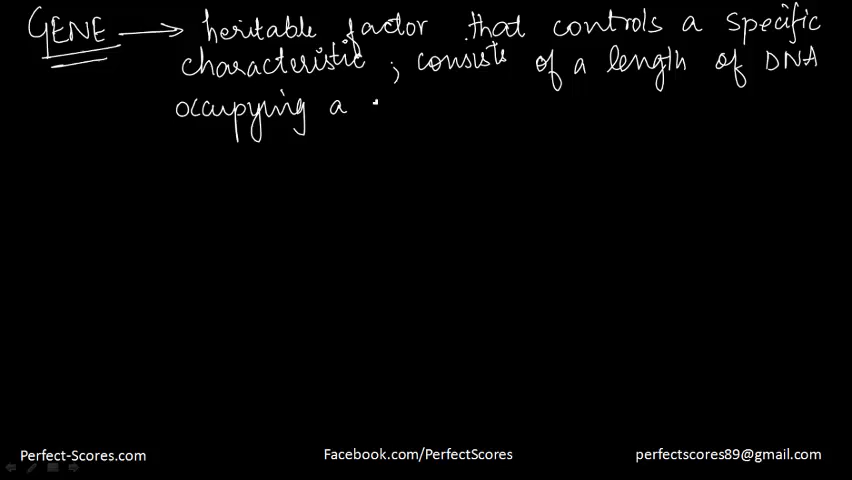 GENE → heritable factor that controls a specific
characteristic ; consists of a length of DNA
occupying a
Perfect-Scores.com Facebook.com/PerfectScores perfectscores89@gmail.com